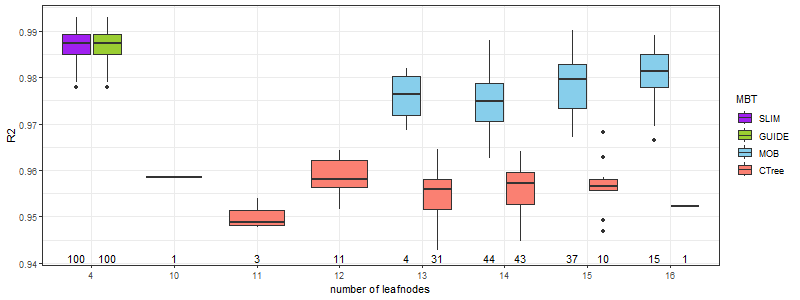 R2
0.99
0.98
0.97
0.96
0.95
0.94
100 100 1 3 11 4 31 44 43 37 10 15 1
4 10 11 12 13 14 15 16
number of leafnodes
MBT
SLIM
GUIDE
MOB
CTree